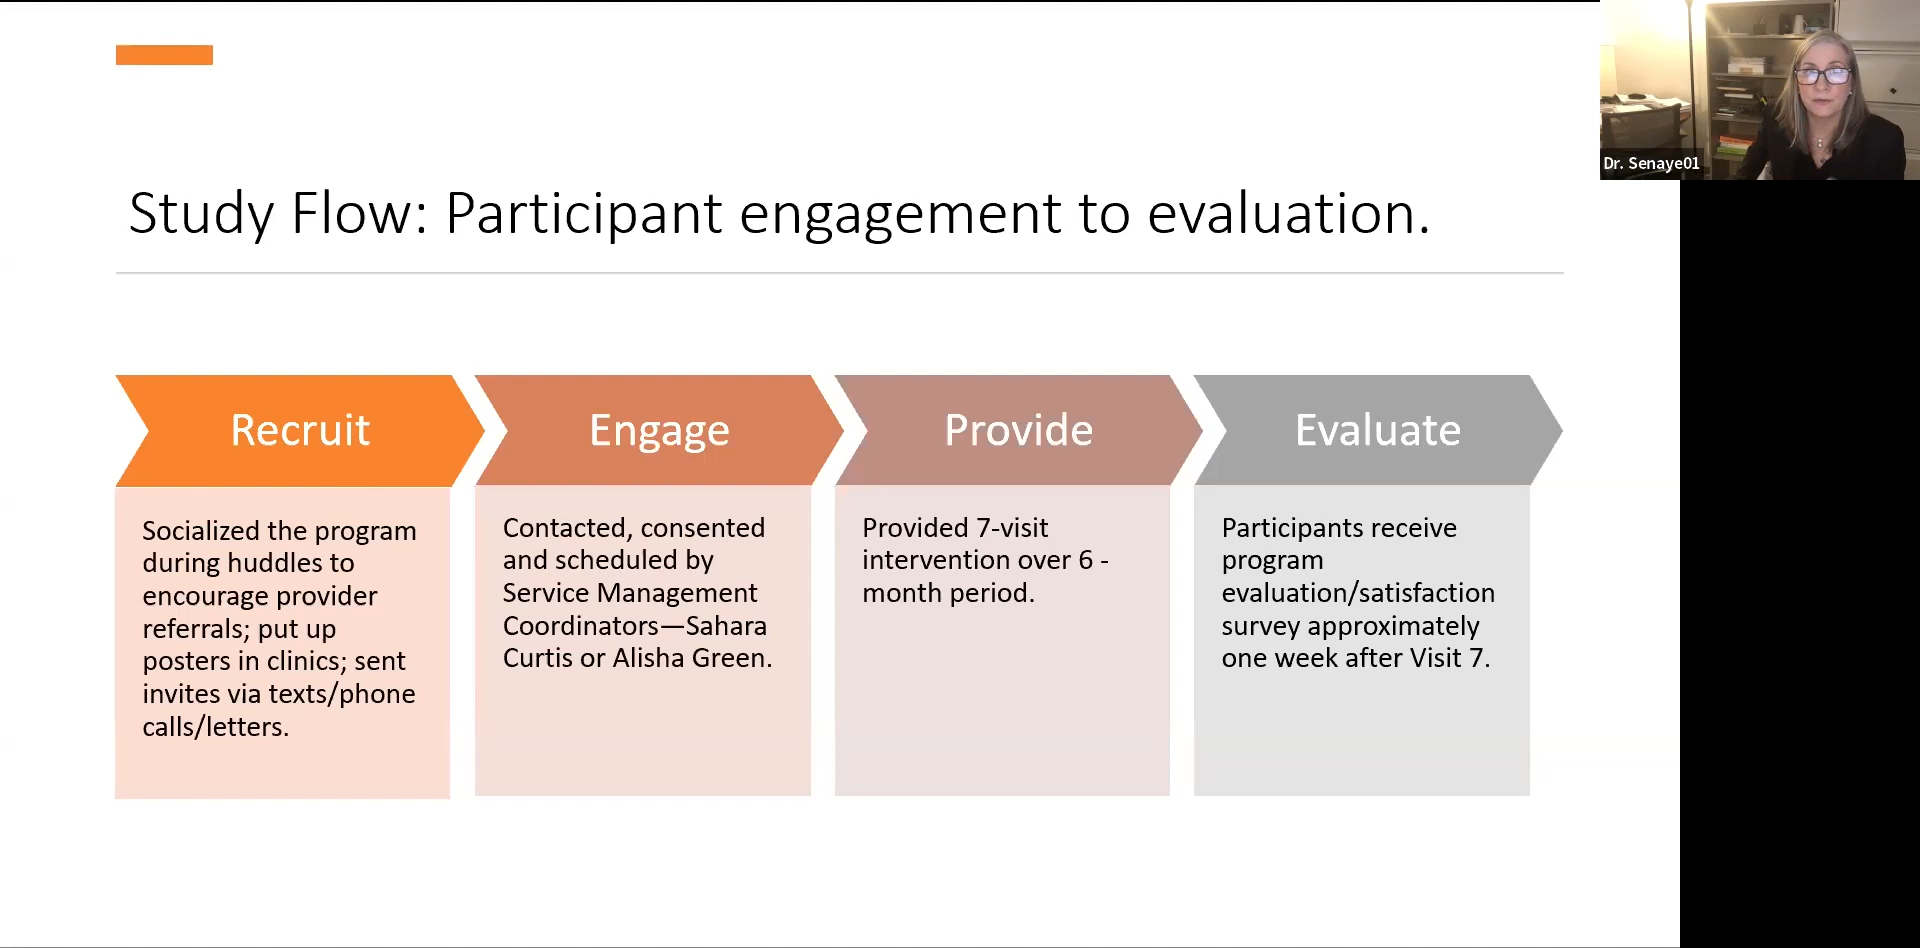 Study Flow: Participant engagement to evaluation.
Recruit
Socialized the program
during huddles to
encourage provider
referrals; put up
posters in clinics; sent
invites via texts/phone
calls/letters.
Engage
Contacted, consented
and scheduled by
Service Management
Coordinators—Sahara
Curtis or Alisha Green.
Provide
Provided 7-visit
intervention over 6 -
month period.
Evaluate
Participants receive
program
evaluation/satisfaction
survey approximately
one week after Visit 7.
Dr. Senaye01